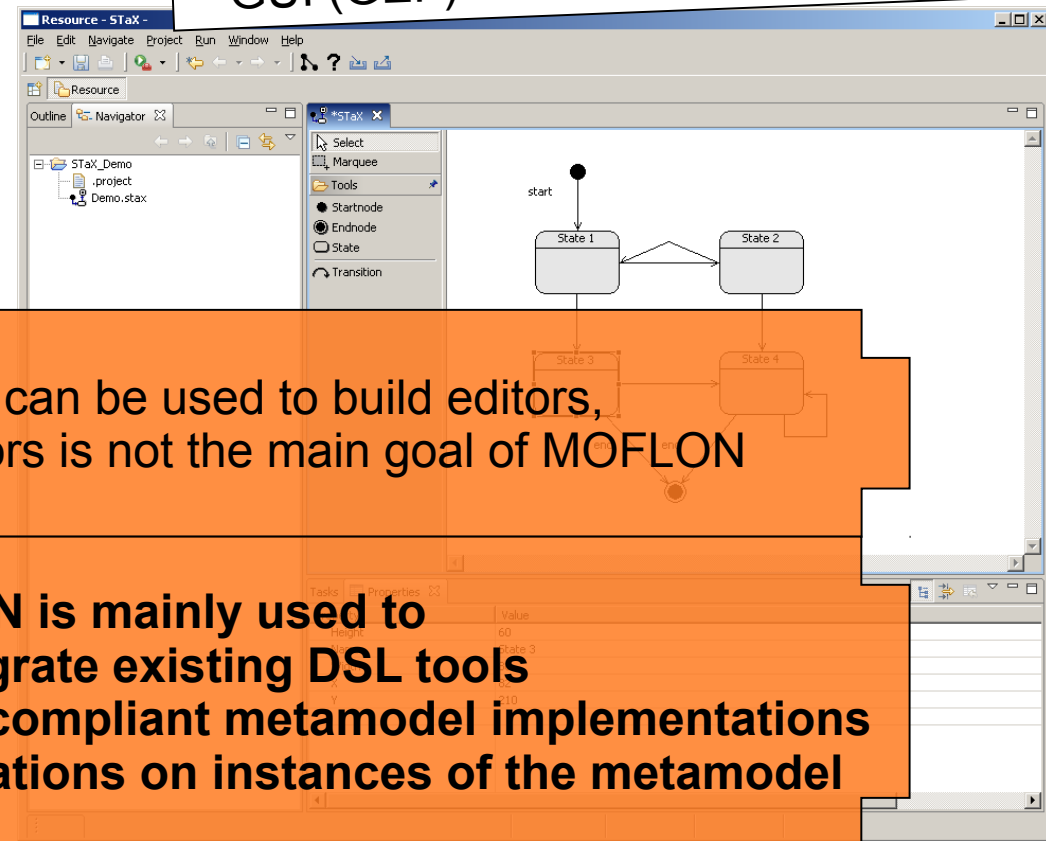 GUI (GEF)
Resource - STaX -
File Edit Navigate Project Run Window Help
Resource
Outline Navigator
*STaX
Select
Marquee
Tools
Startnode
Endnode
State
Transition
STaX_Demo
.project
Demo.stax
start
State 1
State 2
State 3
State 4
end
end
can be used to build editors,
ors is not the main goal of MOFLON
N is mainly used to
grate existing DSL tools
compliant metamodel implementations
ations on instances of the metamodel
Tasks Properties
Value
Height 60
State 3
Y 210